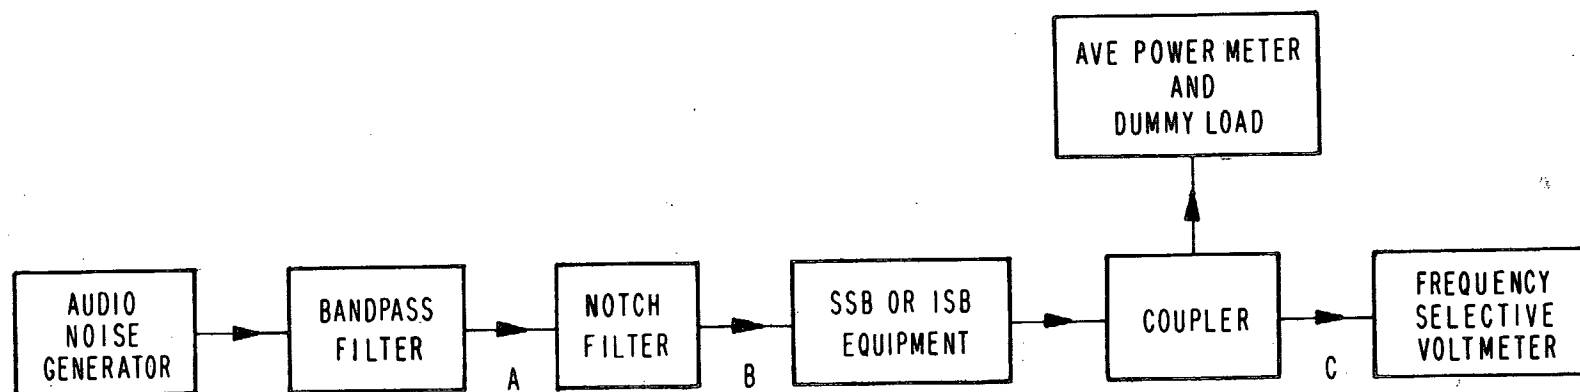 AVE POWER METER
AND
DUMMY LOAD
AUDIO
NOISE
GENERATOR
BANDPASS
FILTER
A
NOTCH
FILTER
B
SSB OR ISB
EQUIPMENT
COUPLER
C
FREQUENCY
SELECTIVE
VOLTMETER